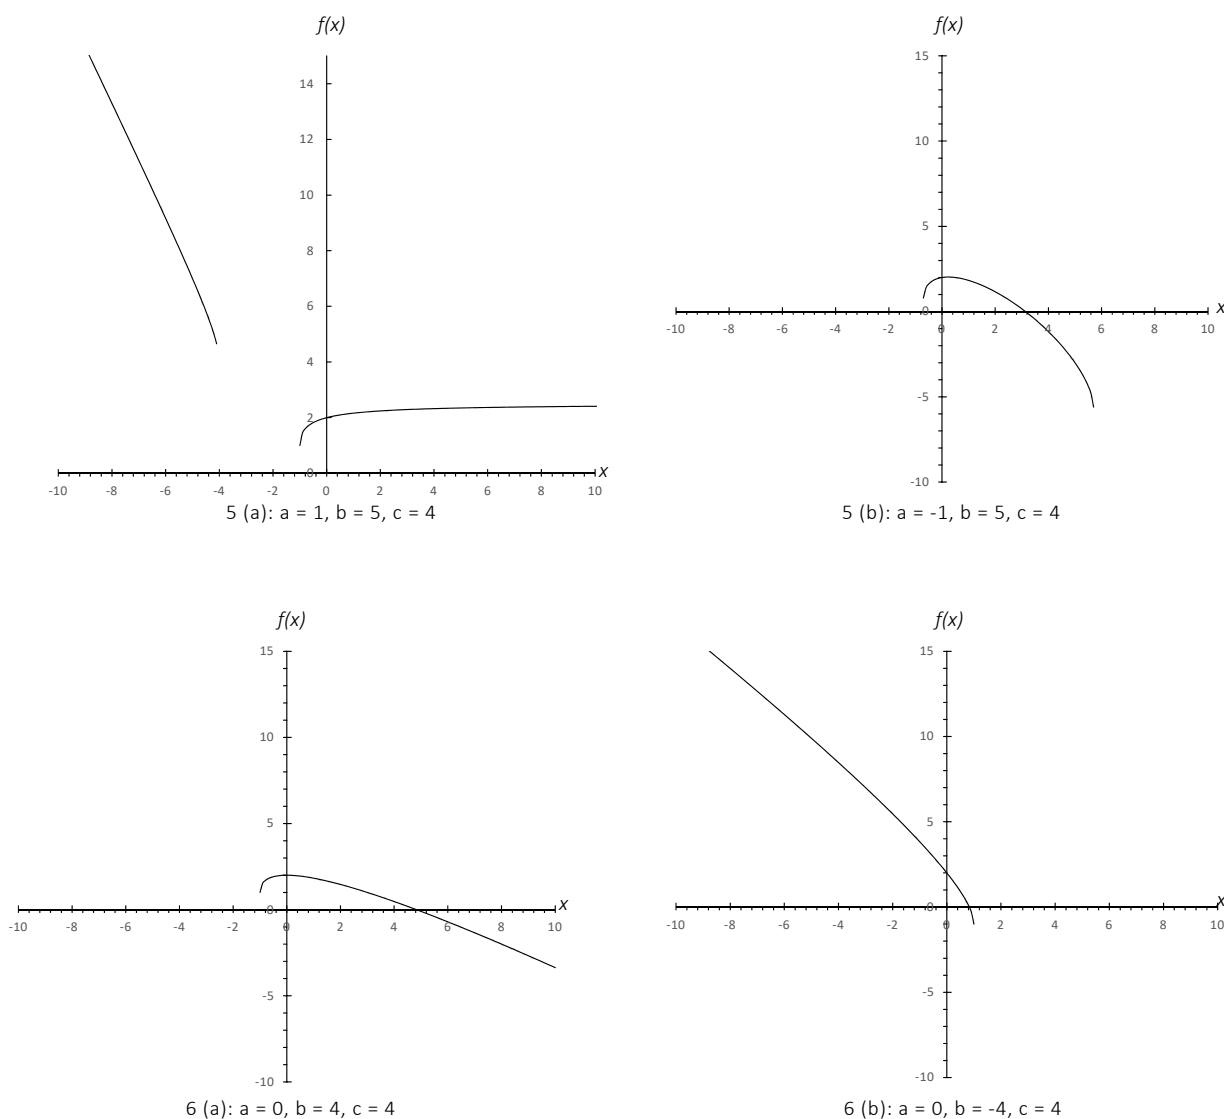 f(x)
14
12
10
8
6
4
2
0
x
-10 -8 -6 -4 -2 0 2 4 6 8 10
5 (a): a = 1, b = 5, c = 4
f(x)
15
10
5
0
x
-10 -8 -6 -4 -2 0 2 4 6 8 10
-5
-10
5 (b): a = -1, b = 5, c = 4
f(x)
15
10
5
0
x
-10 -8 -6 -4 -2 0 2 4 6 8 10
-5
-10
6 (a): a = 0, b = 4, c = 4
f(x)
15
10
5
0
x
-10 -8 -6 -4 -2 0 2 4 6 8 10
-5
-10
6 (b): a = 0, b = -4, c = 4